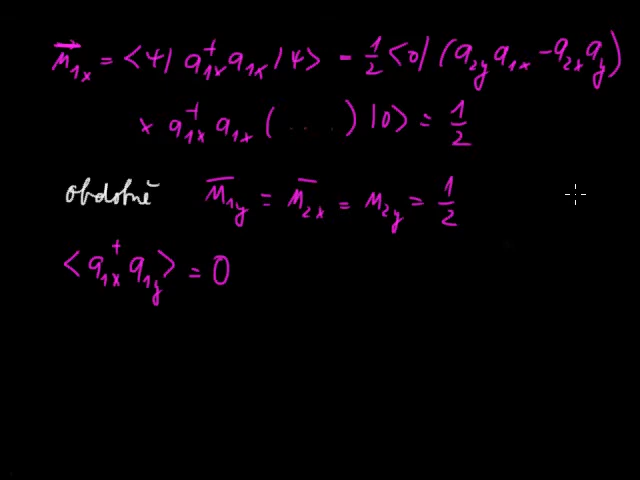 n̄₁ₓ = <ψ| a₁ₓ⁺ a₁ₓ |ψ> − ½ <0| (a₂ᵧ a₁ₓ − a₂ₓ aᵧ)
× a₁ₓ⁺ a₁ₓ (....) |0> = ½
obdobně n̄₁ᵧ = n̄₂ₓ = n₂ᵧ = ½
<a₁ₓ⁺ a₁ᵧ> = 0